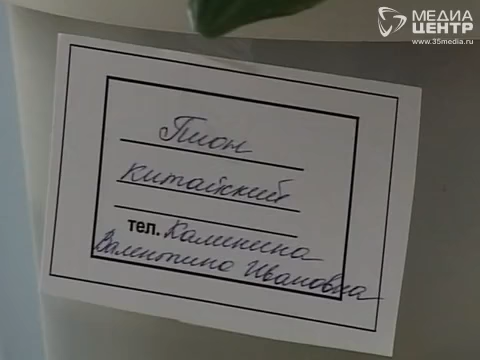 МЕДИА
ЦЕНТР
www.35media.ru
Пион
китайский
тел. Калинина
Валентина Ивановна